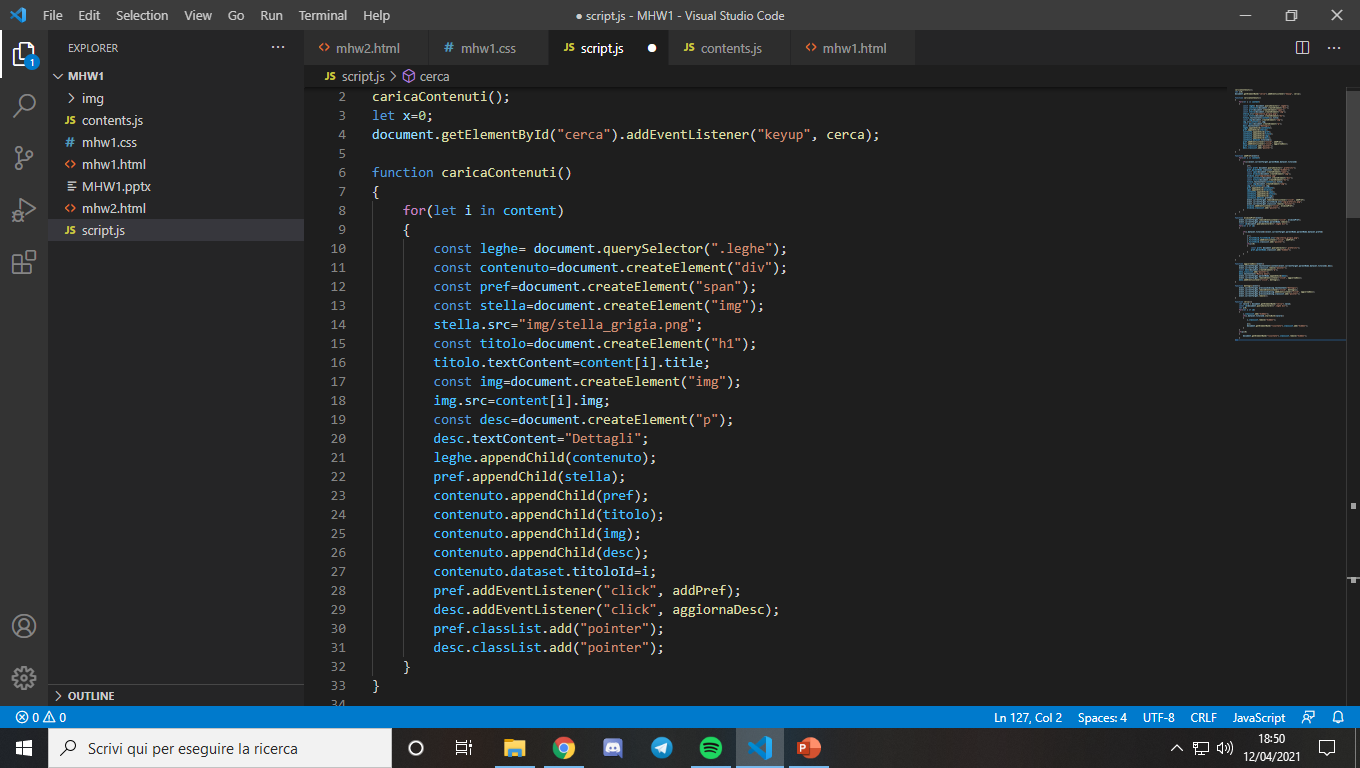 File Edit Selection View Go Run Terminal Help ● script.js - MHW1 - Visual Studio Code
EXPLORER ...
<> mhw2.html # mhw1.css JS script.js ● JS contents.js <> mhw1.html
JS script.js > cerca
1
MHW1
img
JS contents.js
# mhw1.css
<> mhw1.html
MHW1.pptx
<> mhw2.html
JS script.js
2 caricaContenuti();
3 let x=0;
4 document.getElementById("cerca").addEventListener("keyup", cerca);
5
6 function caricaContenuti()
7 {
8 for(let i in content)
9 {
10 const leghe= document.querySelector(".leghe");
11 const contenuto=document.createElement("div");
12 const pref=document.createElement("span");
13 const stella=document.createElement("img");
14 stella.src="img/stella_grigia.png";
15 const titolo=document.createElement("h1");
16 titolo.textContent=content[i].title;
17 const img=document.createElement("img");
18 img.src=content[i].img;
19 const desc=document.createElement("p");
20 desc.textContent="Dettagli";
21 leghe.appendChild(contenuto);
22 pref.appendChild(stella);
23 contenuto.appendChild(pref);
24 contenuto.appendChild(titolo);
25 contenuto.appendChild(img);
26 contenuto.appendChild(desc);
27 contenuto.dataset.titoloId=i;
28 pref.addEventListener("click", addPref);
29 desc.addEventListener("click", aggiornaDesc);
30 pref.classList.add("pointer");
31 desc.classList.add("pointer");
32 }
33 }
34
OUTLINE
0 0 Ln 127, Col 2 Spaces: 4 UTF-8 CRLF JavaScript
Scrivi qui per eseguire la ricerca
18:50
12/04/2021